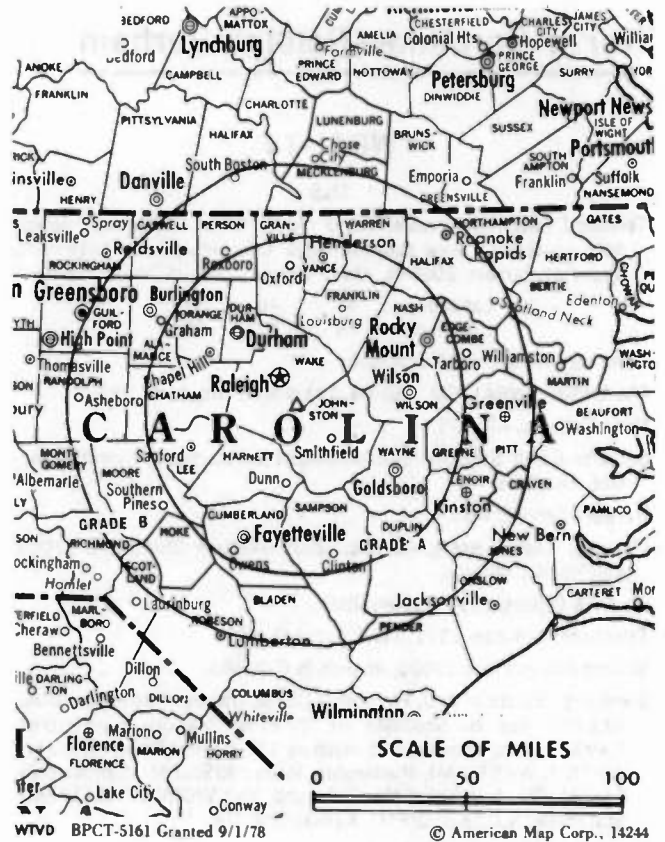 BEDFORD APPO-MATTOX CHESTERFIELD CHARLES CITY JAMES CITY
Lynchburg Farmville AMELIA Colonial Hts. Hopewell
Bedford PRINCE EDWARD NOTTOWAY Petersburg PRINCE GEORGE
ANOKE CAMPBELL DINWIDDIE SURRY
FRANKLIN CHARLOTTE Newport News
PITTSYLVANIA LUNENBURG SUSSEX ISLE OF WIGHT
HALIFAX BRUNS-WICK Portsmout
South Boston Chase City SOUTH AMPTON
MECKLENBURG Emporia Franklin Suffolk
insville Danville GREENSVILLE NANSEMOND
HENRY
Spray CASWELL PERSON GRAN-VILLE WARREN NORTHAMPTON GATES
Leaksville Reidsville Henderson Roanoke Rapids
ROCKINGHAM Roxboro Oxford VANCE HALIFAX HERTFORD
Greensboro Burlington FRANKLIN BERTIE
GUIL-FORD ORANGE DUR-HAM Louisburg NASH Scotland Neck Edenton
Graham
High Point ALA-MANCE Durham Rocky Mount EDGE-COMBE
Thomasville Chapel Hill WAKE Tarboro Williamston
RANDOLPH Raleigh Wilson MARTIN
Asheboro CHATHAM JOHN-STON WILSON Greenville BEAUFORT
CAROLINA
Washington
MONT-GOMERY Sanford HARNETT Smithfield WAYNE GREENE PITT
Albemarle MOORE LEE LENOIR CRAVEN
Southern Pines Dunn Goldsboro Kinston
CUMBERLAND SAMPSON PAMLICO
GRADE B HOKE DUPLIN
RICHMOND Fayetteville GRADE A New Bern
ockingham SCOT-LAND Owens Clinton JONES
Hamlet ONSLOW
Laurinburg BLADEN CARTERET
MARL-BORO Jacksonville
Cheraw ROBESON PENDER
Bennettsville Lumberton
Dillon
DARLING TON COLUMBUS
Darlington DILLON Whiteville Wilmington
Florence Marion Mullins
FLORENCE MARION HORRY SCALE OF MILES
0 50 100
Lake City
Conway
WTVD BPCT-5161 Granted 9/1/78 © American Map Corp., 14244